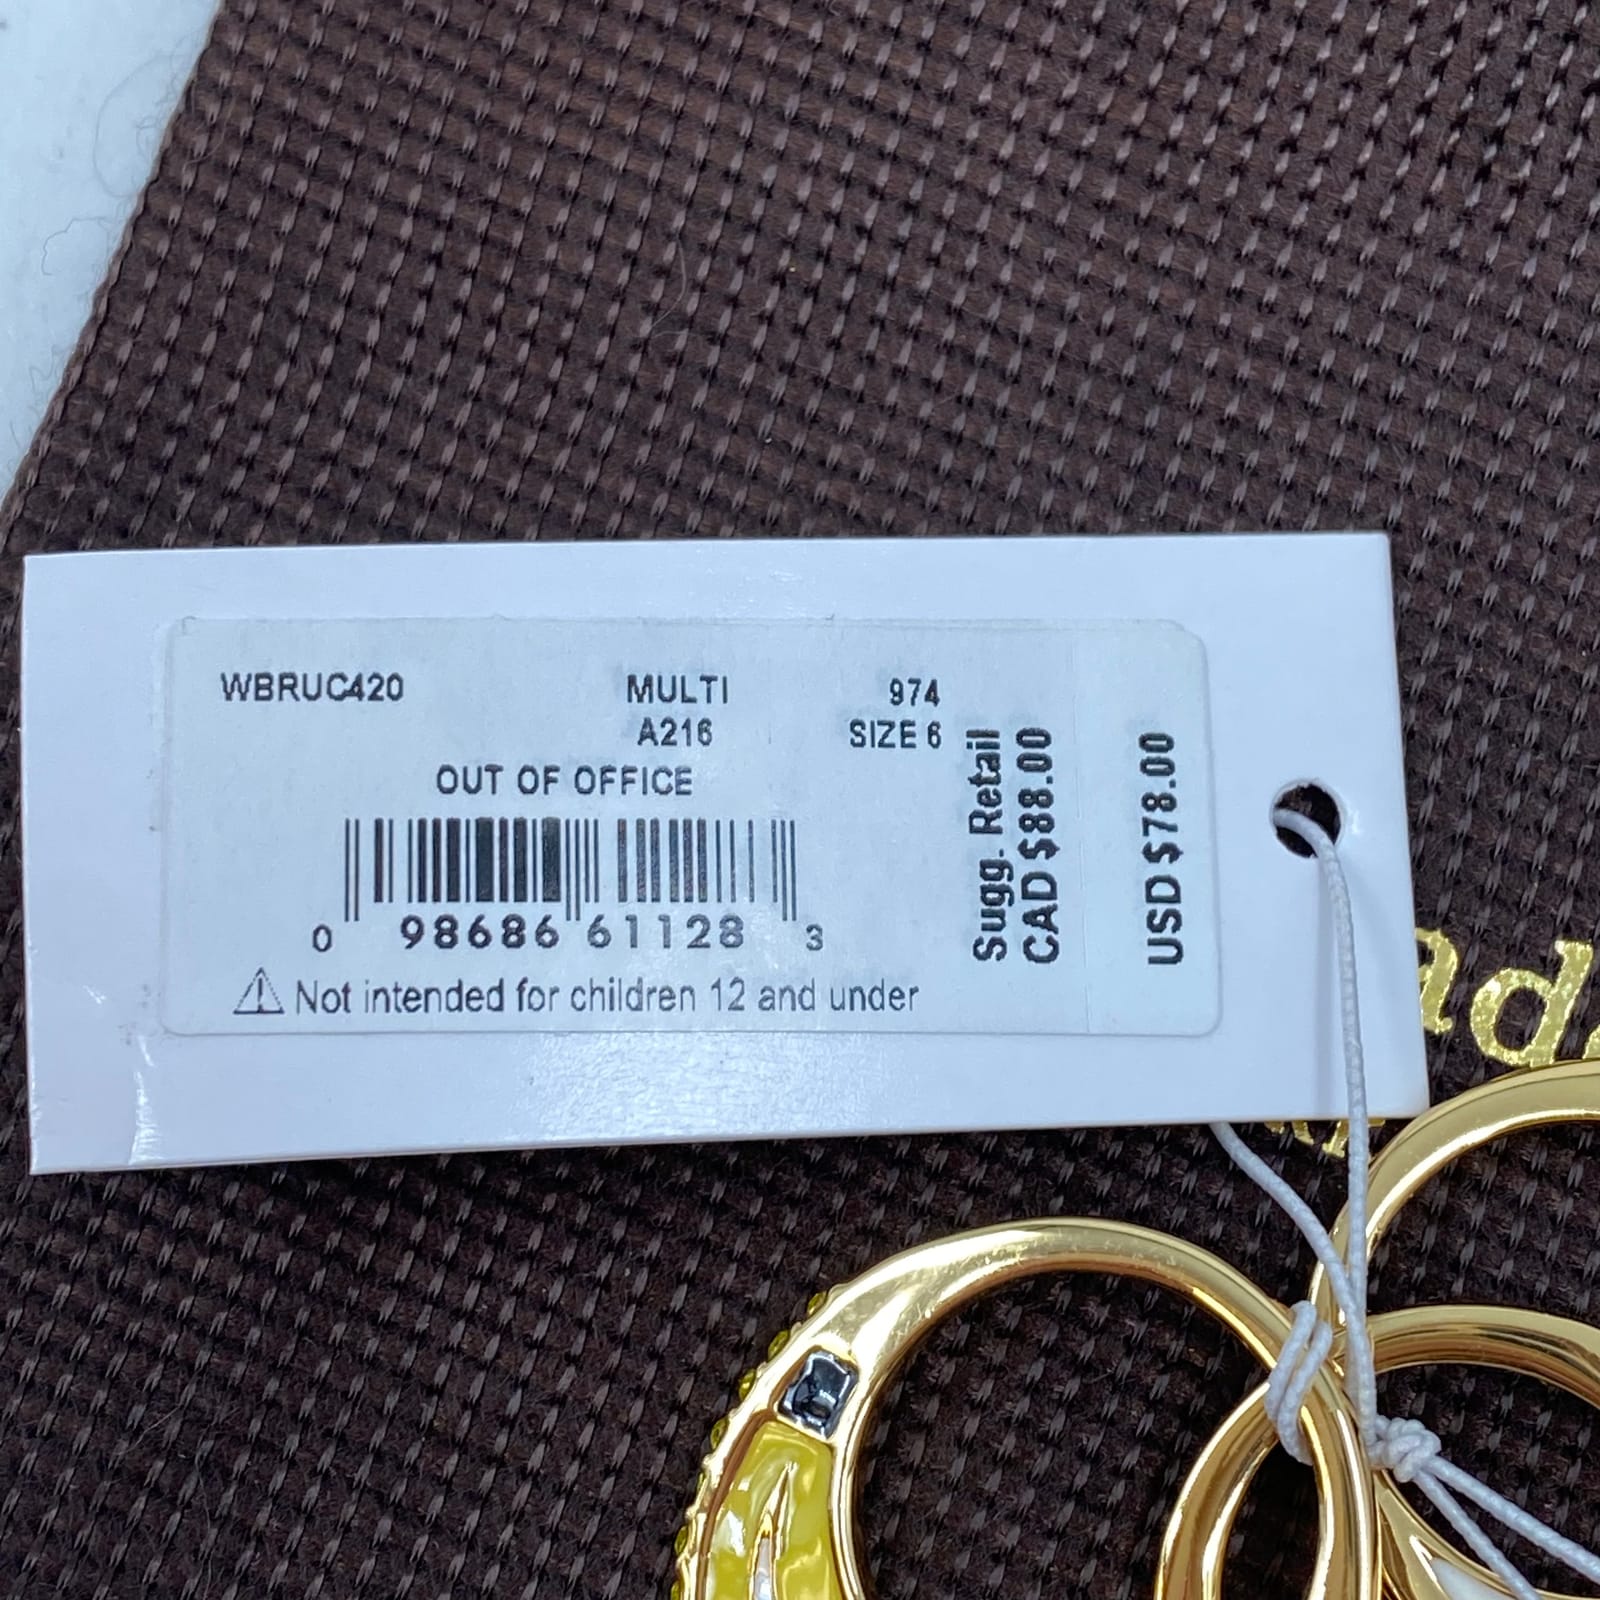 WBRUC420 MULTI 974
A216 SIZE 6
OUT OF OFFICE
0 98686 61128 3
⚠ Not intended for children 12 and under
Sugg. Retail
CAD $88.00
USD $78.00
ad